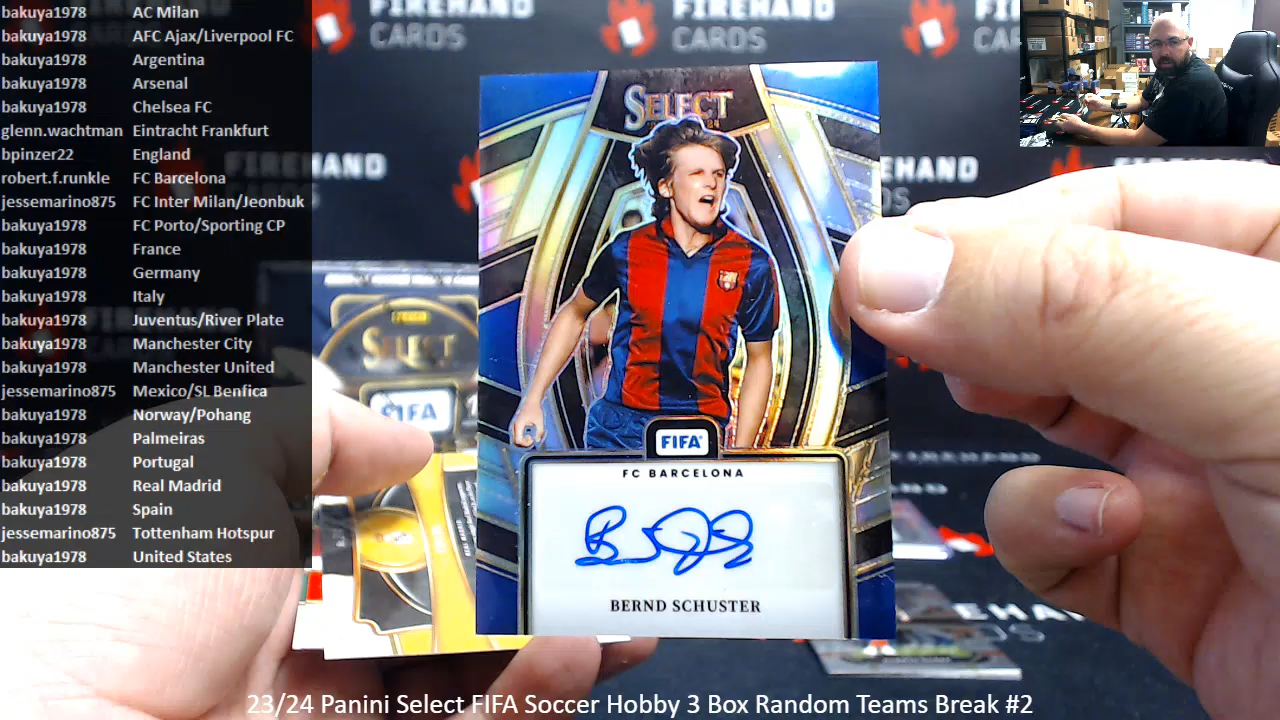 bakuya1978 AC Milan
bakuya1978 AFC Ajax/Liverpool FC
bakuya1978 Argentina
bakuya1978 Arsenal
bakuya1978 Chelsea FC
glenn.wachtman Eintracht Frankfurt
bpinzer22 England
robert.f.runkle FC Barcelona
jessemarino875 FC Inter Milan/Jeonbuk
bakuya1978 FC Porto/Sporting CP
bakuya1978 France
bakuya1978 Germany
bakuya1978 Italy
bakuya1978 Juventus/River Plate
bakuya1978 Manchester City
bakuya1978 Manchester United
jessemarino875 Mexico/SL Benfica
bakuya1978 Norway/Pohang
bakuya1978 Palmeiras
bakuya1978 Portugal
bakuya1978 Real Madrid
bakuya1978 Spain
jessemarino875 Tottenham Hotspur
bakuya1978 United States
FIREHAND
CARDS
FIREHAND
CARDS
FIREHAND
FIREHAND
SELECT
FIFA
SELECT
FIFA
FC BARCELONA
BERND SCHUSTER
23/24 Panini Select FIFA Soccer Hobby 3 Box Random Teams Break #2